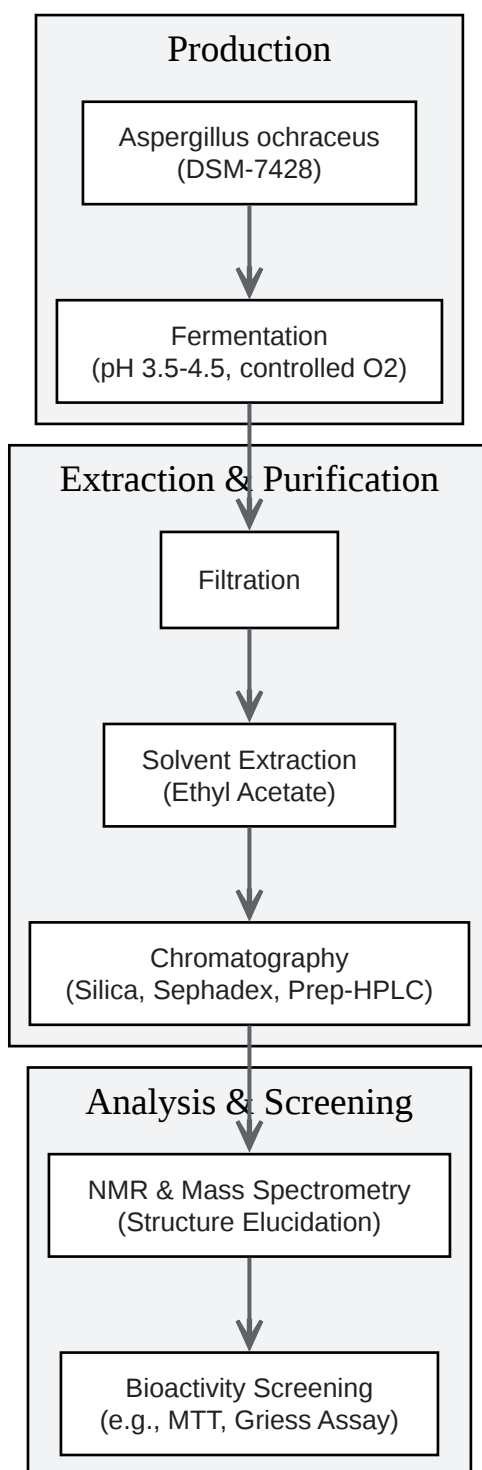 Production
Aspergillus ochraceus
(DSM-7428)
Fermentation
(pH 3.5-4.5, controlled O2)
Extraction & Purification
Filtration
Solvent Extraction
(Ethyl Acetate)
Chromatography
(Silica, Sephadex, Prep-HPLC)
Analysis & Screening
NMR & Mass Spectrometry
(Structure Elucidation)
Bioactivity Screening
(e.g., MTT, Griess Assay)